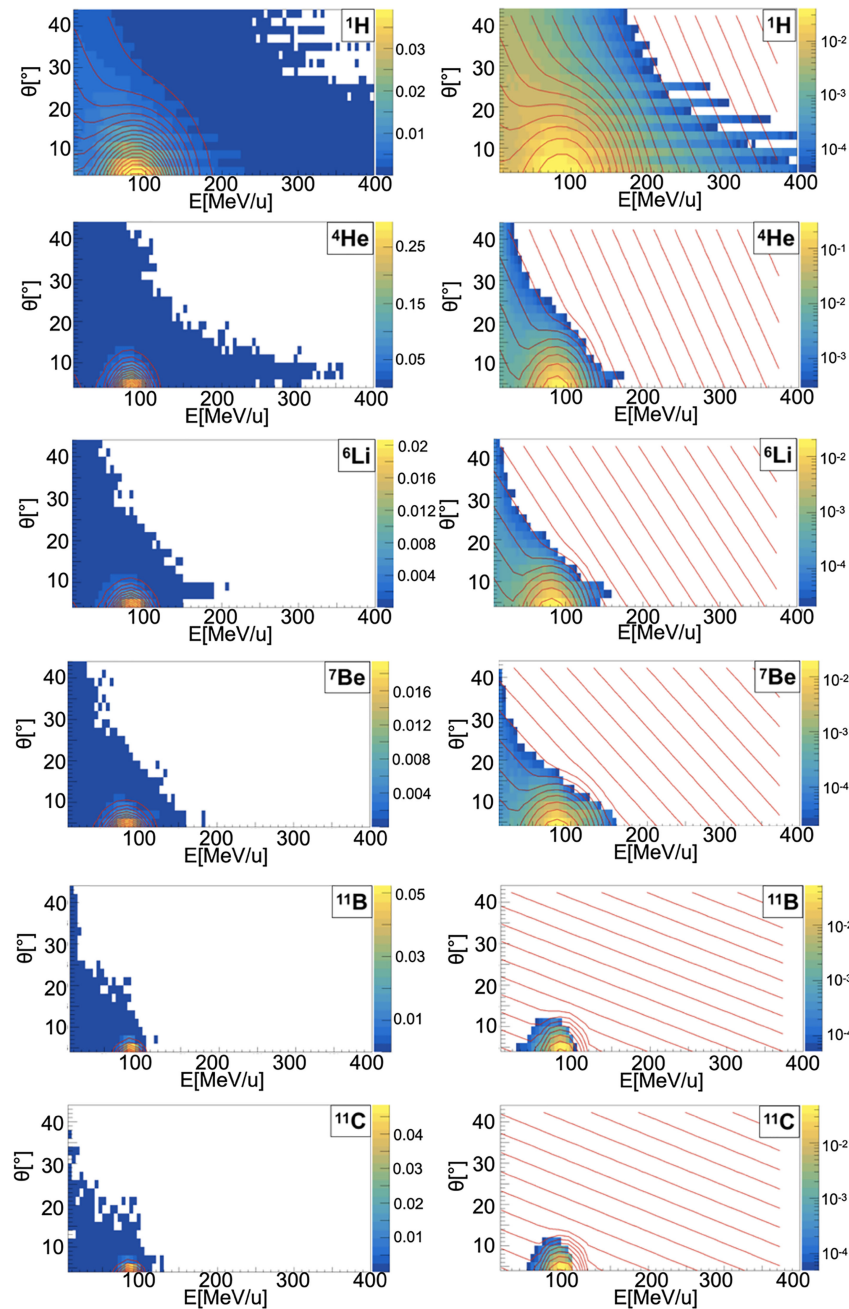 40 30 20 10 θ[°] ¹H 0.03 0.02 0.01
100 200 300 400
E[MeV/u]
40 30 20 10 θ[°] ¹H 10⁻² 10⁻³ 10⁻⁴
100 200 300 400
E[MeV/u]
40 30 20 10 θ[°] ⁴He 0.25 0.15 0.05
100 200 300 400
E[MeV/u]
40 30 20 10 θ[°] ⁴He 10⁻¹ 10⁻² 10⁻³
100 200 300 400
E[MeV/u]
40 30 20 10 θ[°] ⁶Li 0.02 0.016 0.012 0.008 0.004
100 200 300 400
E[MeV/u]
40 30 20 10 θ[°] ⁶Li 10⁻² 10⁻³ 10⁻⁴
100 200 300 400
E[MeV/u]
40 30 20 10 θ[°] ⁷Be 0.016 0.012 0.008 0.004
100 200 300 400
E[MeV/u]
40 30 20 10 θ[°] ⁷Be 10⁻² 10⁻³ 10⁻⁴
100 200 300 400
E[MeV/u]
40 30 20 10 θ[°] ¹¹B 0.05 0.03 0.01
100 200 300 400
E[MeV/u]
40 30 20 10 θ[°] ¹¹B 10⁻² 10⁻³ 10⁻⁴
100 200 300 400
E[MeV/u]
40 30 20 10 θ[°] ¹¹C 0.04 0.03 0.02 0.01
100 200 300 400
E[MeV/u]
40 30 20 10 θ[°] ¹¹C 10⁻² 10⁻³ 10⁻⁴
100 200 300 400
E[MeV/u]